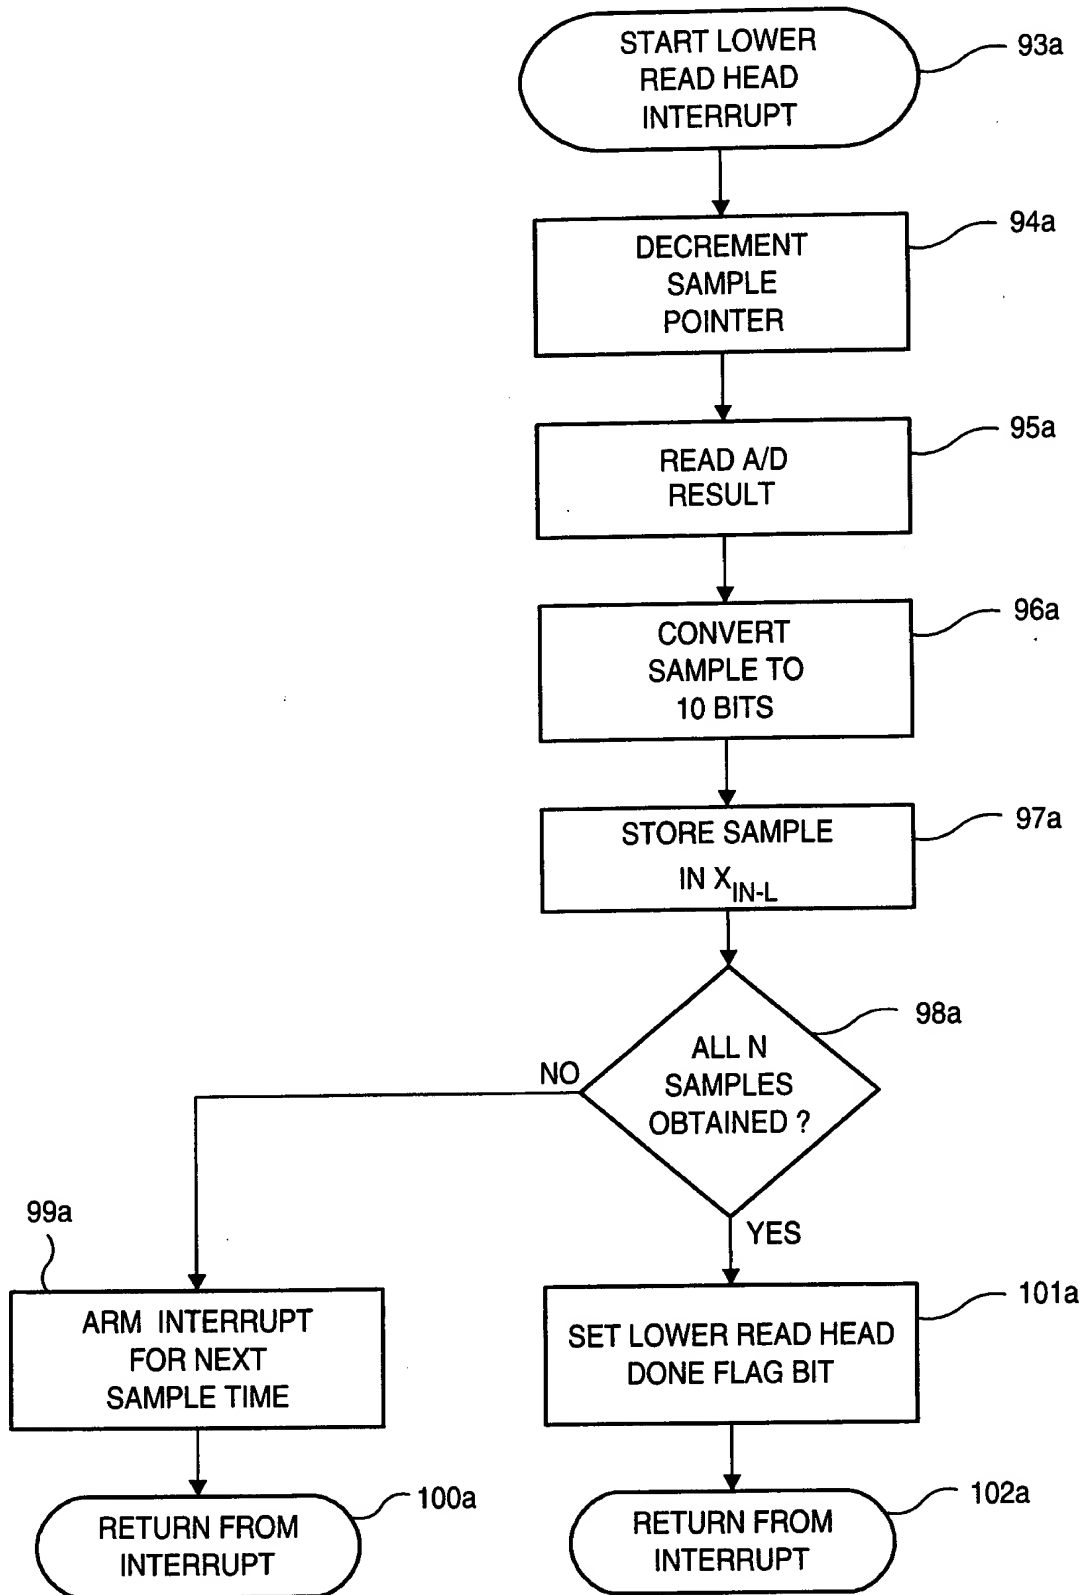 START LOWER
READ HEAD
INTERRUPT
93a
DECREMENT
SAMPLE
POINTER
94a
READ A/D
RESULT
95a
CONVERT
SAMPLE TO
10 BITS
96a
STORE SAMPLE
IN X_IN-L
97a
ALL N
SAMPLES
OBTAINED ?
98a
NO
YES
99a
ARM INTERRUPT
FOR NEXT
SAMPLE TIME
SET LOWER READ HEAD
DONE FLAG BIT
101a
RETURN FROM
INTERRUPT
100a
RETURN FROM
INTERRUPT
102a